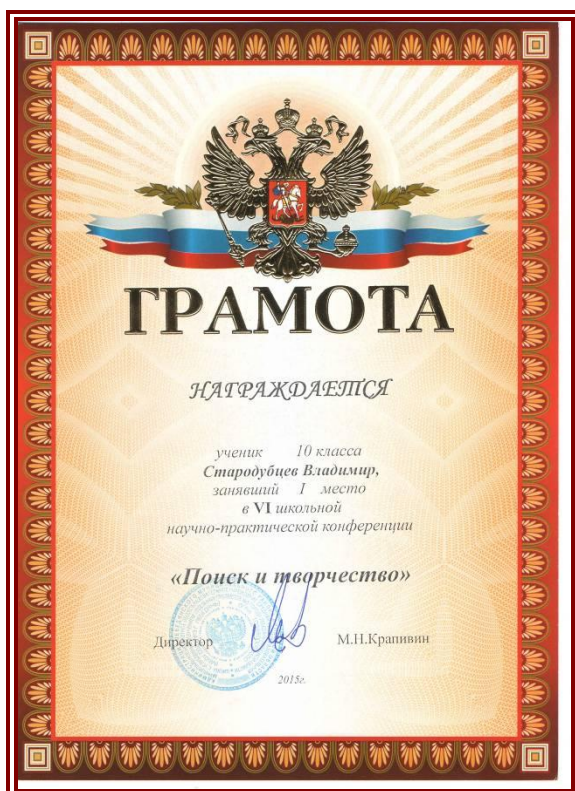 ГРАМОТА
НАГРАЖДАЕТСЯ
ученик 10 класса
Стародубцев Владимир,
занявший I место
в VI школьной
научно-практической конференции
«Поиск и творчество»
Директор М.Н.Крапивин
2015г.